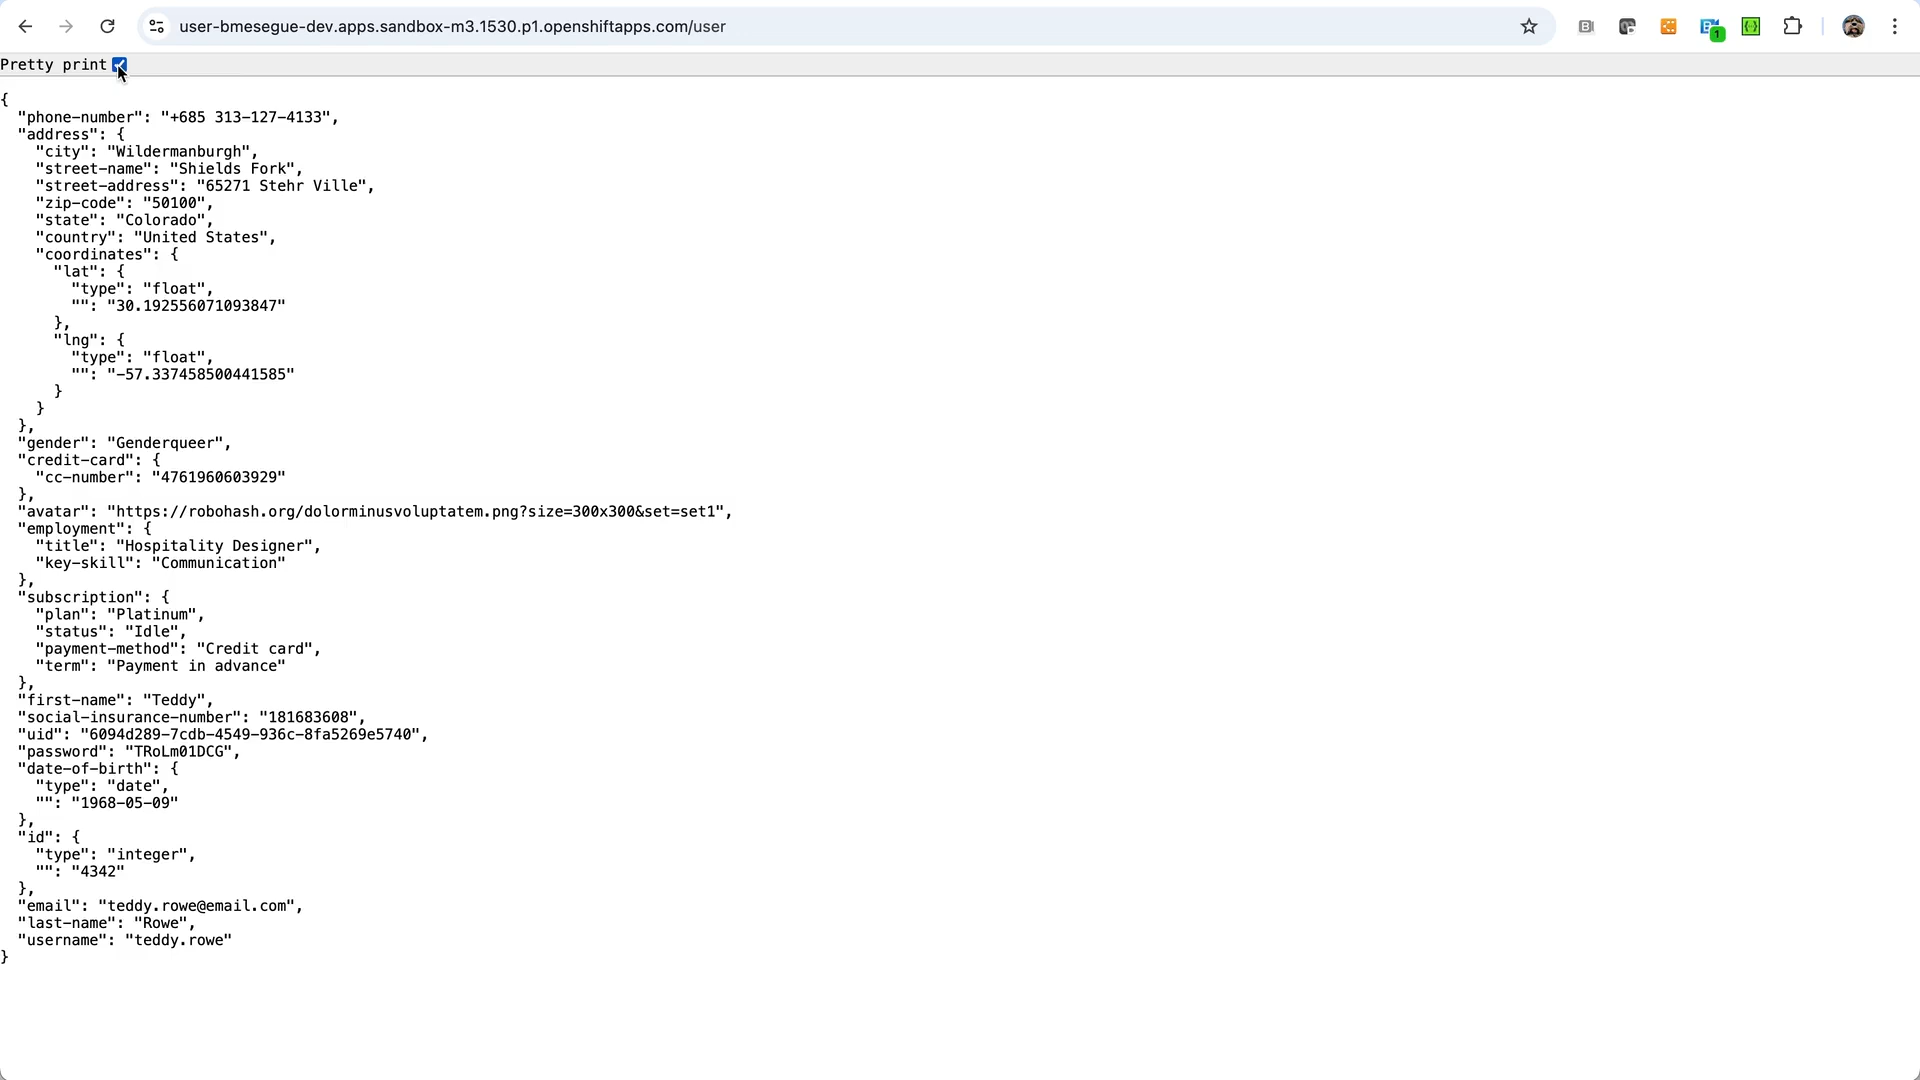 user-bmesegue-dev.apps.sandbox-m3.1530.p1.openshiftapps.com/user
1
Pretty print
{
  "phone-number": "+685 313-127-4133",
  "address": {
    "city": "Wildermanburgh",
    "street-name": "Shields Fork",
    "street-address": "65271 Stehr Ville",
    "zip-code": "50100",
    "state": "Colorado",
    "country": "United States",
    "coordinates": {
      "lat": {
        "type": "float",
        "": "30.192556071093847"
      },
      "lng": {
        "type": "float",
        "": "-57.337458500441585"
      }
    }
  },
  "gender": "Genderqueer",
  "credit-card": {
    "cc-number": "4761960603929"
  },
  "avatar": "https://robohash.org/dolorminusvoluptatem.png?size=300x300&set=set1",
  "employment": {
    "title": "Hospitality Designer",
    "key-skill": "Communication"
  },
  "subscription": {
    "plan": "Platinum",
    "status": "Idle",
    "payment-method": "Credit card",
    "term": "Payment in advance"
  },
  "first-name": "Teddy",
  "social-insurance-number": "181683608",
  "uid": "6094d289-7cdb-4549-936c-8fa5269e5740",
  "password": "TRoLm01DCG",
  "date-of-birth": {
    "type": "date",
    "": "1968-05-09"
  },
  "id": {
    "type": "integer",
    "": "4342"
  },
  "email": "teddy.rowe@email.com",
  "last-name": "Rowe",
  "username": "teddy.rowe"
}